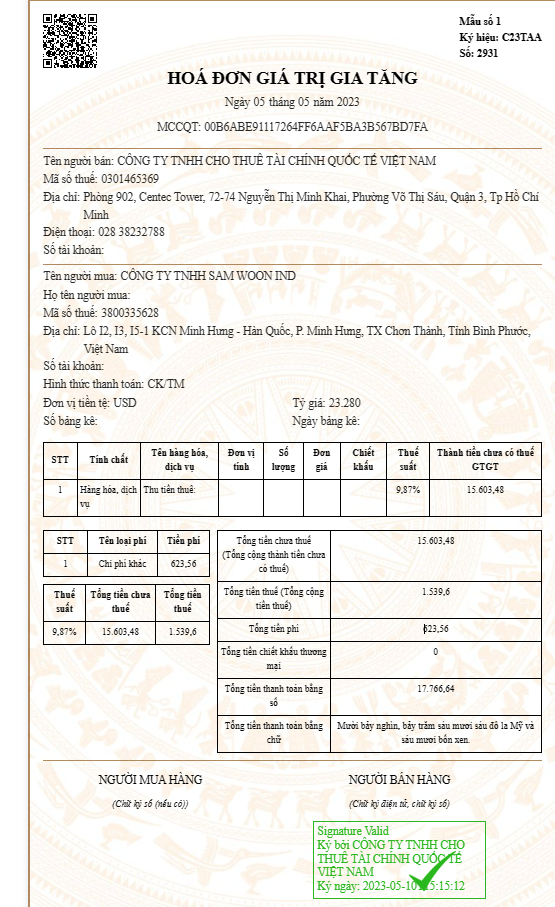 Mẫu số 1
Ký hiệu: C23TAA
Số: 2931
HOÁ ĐƠN GIÁ TRỊ GIA TĂNG
Ngày 05 tháng 05 năm 2023
MCCQT: 00B6ABE91117264FF6AAF5BA3B567BD7FA
Tên người bán: CÔNG TY TNHH CHO THUÊ TÀI CHÍNH QUỐC TẾ VIỆT NAM
Mã số thuế: 0301465369
Địa chỉ: Phòng 902, Centec Tower, 72-74 Nguyễn Thị Minh Khai, Phường Võ Thị Sáu, Quận 3, Tp Hồ Chí
Minh
Điện thoại: 028 38232788
Số tài khoản:
Tên người mua: CÔNG TY TNHH SAM WOON IND
Họ tên người mua:
Mã số thuế: 3800335628
Địa chỉ: Lô I2, I3, I5-1 KCN Minh Hưng - Hàn Quốc, P. Minh Hưng, TX Chơn Thành, Tỉnh Bình Phước,
Việt Nam
Số tài khoản:
Hình thức thanh toán: CK/TM
Đơn vị tiền tệ: USD Tỷ giá: 23.280
Số bảng kê: Ngày bảng kê:
STT Tính chất Tên hàng hóa, dịch vụ Đơn vị tính Số lượng Đơn giá Chiết khấu Thuế suất Thành tiền chưa có thuế GTGT
1 Hàng hóa, dịch vụ Thu tiền thuê: 9,87% 15.603,48
STT Tên loại phí Tiền phí
1 Chi phí khác 623,56
Thuế suất Tổng tiền chưa thuế Tổng tiền thuế
9,87% 15.603,48 1.539,6
Tổng tiền chưa thuế (Tổng cộng thành tiền chưa có thuế) 15.603,48
Tổng tiền thuế (Tổng cộng tiền thuế) 1.539,6
Tổng tiền phí 623,56
Tổng tiền chiết khấu thương mại 0
Tổng tiền thanh toán bằng số 17.766,64
Tổng tiền thanh toán bằng chữ Mười bảy nghìn, bảy trăm sáu mươi sáu đô la Mỹ và sáu mươi bốn xen.
NGƯỜI MUA HÀNG NGƯỜI BÁN HÀNG
(Chữ ký số (nếu có)) (Chữ ký điện tử, chữ ký số)
Signature Valid
Ký bởi CÔNG TY TNHH CHO
THUÊ TÀI CHÍNH QUỐC TẾ
VIỆT NAM
Ký ngày: 2023-05-10 15:15:12